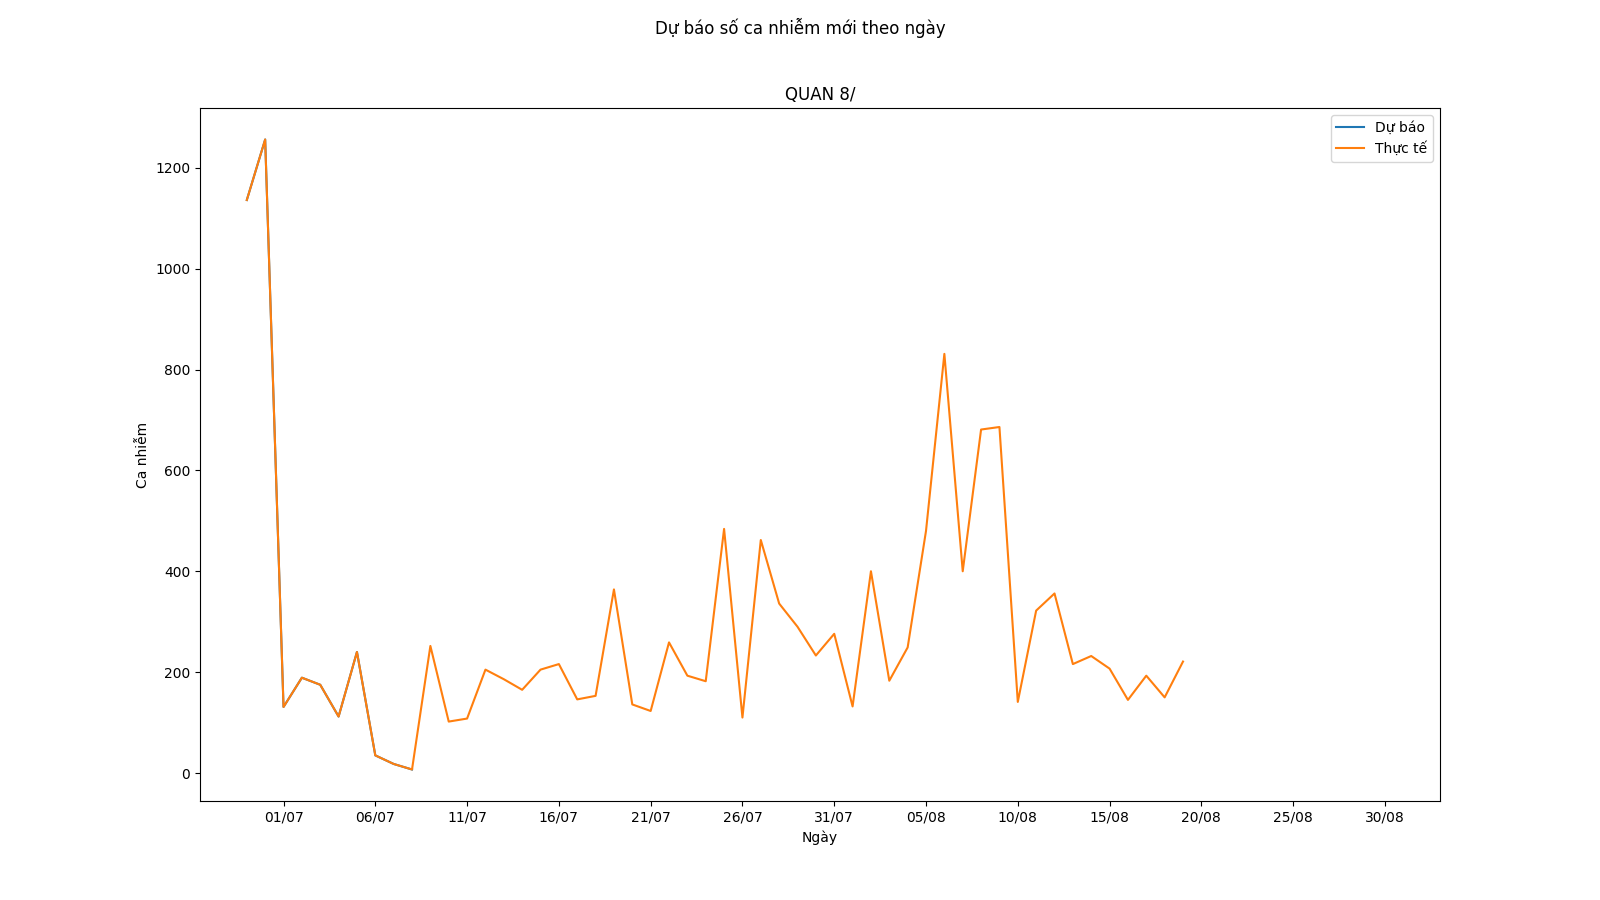 Dự báo số ca nhiễm mới theo ngày
QUAN 8/
Dự báo
Thực tế
1200
1000
800
600
400
200
0
Ca nhiễm
01/07 06/07 11/07 16/07 21/07 26/07 31/07 05/08 10/08 15/08 20/08 25/08 30/08
Ngày